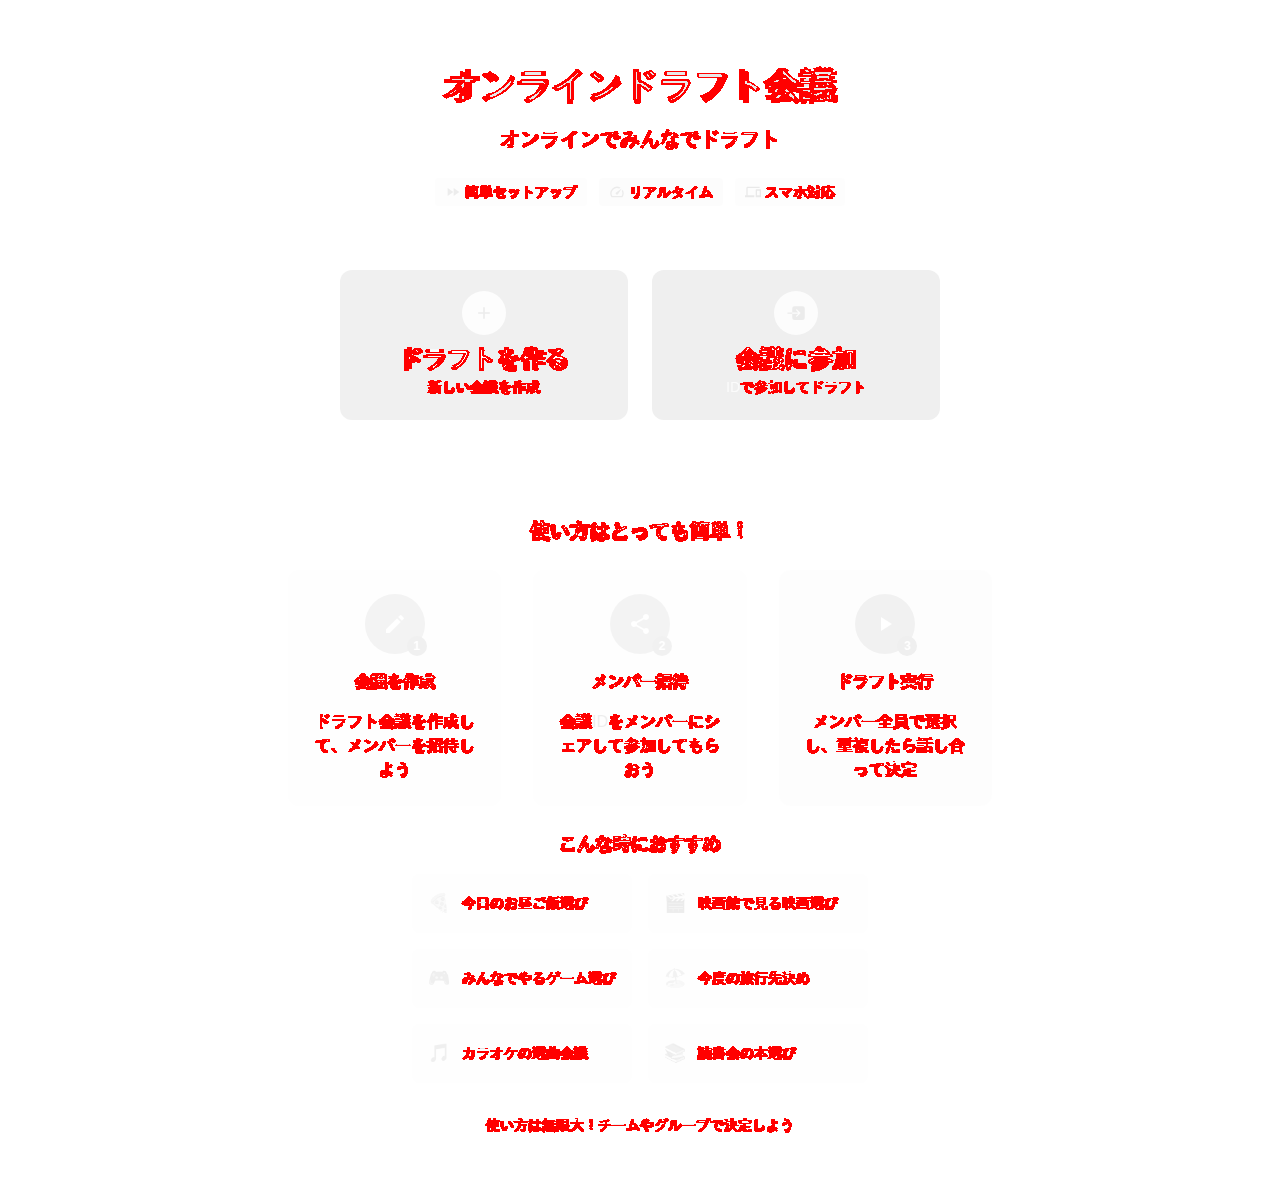 オンラインドラフト会議
オンラインでみんなでドラフト
簡単セットアップ
リアルタイム
スマホ対応
ドラフトを作る
新しい会議を作成
会議に参加
IDで参加してドラフト
使い方はとっても簡単！
1
会議を作成
ドラフト会議を作成し
て、メンバーを招待し
よう
2
メンバー招待
会議IDをメンバーにシ
ェアして参加してもら
おう
3
ドラフト実行
メンバー全員で選択
し、重複したら話し合
って決定
こんな時におすすめ
今日のお昼ご飯選び
映画館で見る映画選び
みんなでやるゲーム選び
今度の旅行先決め
カラオケの選曲会議
読書会の本選び
使い方は無限大！チームやグループで決定しよう